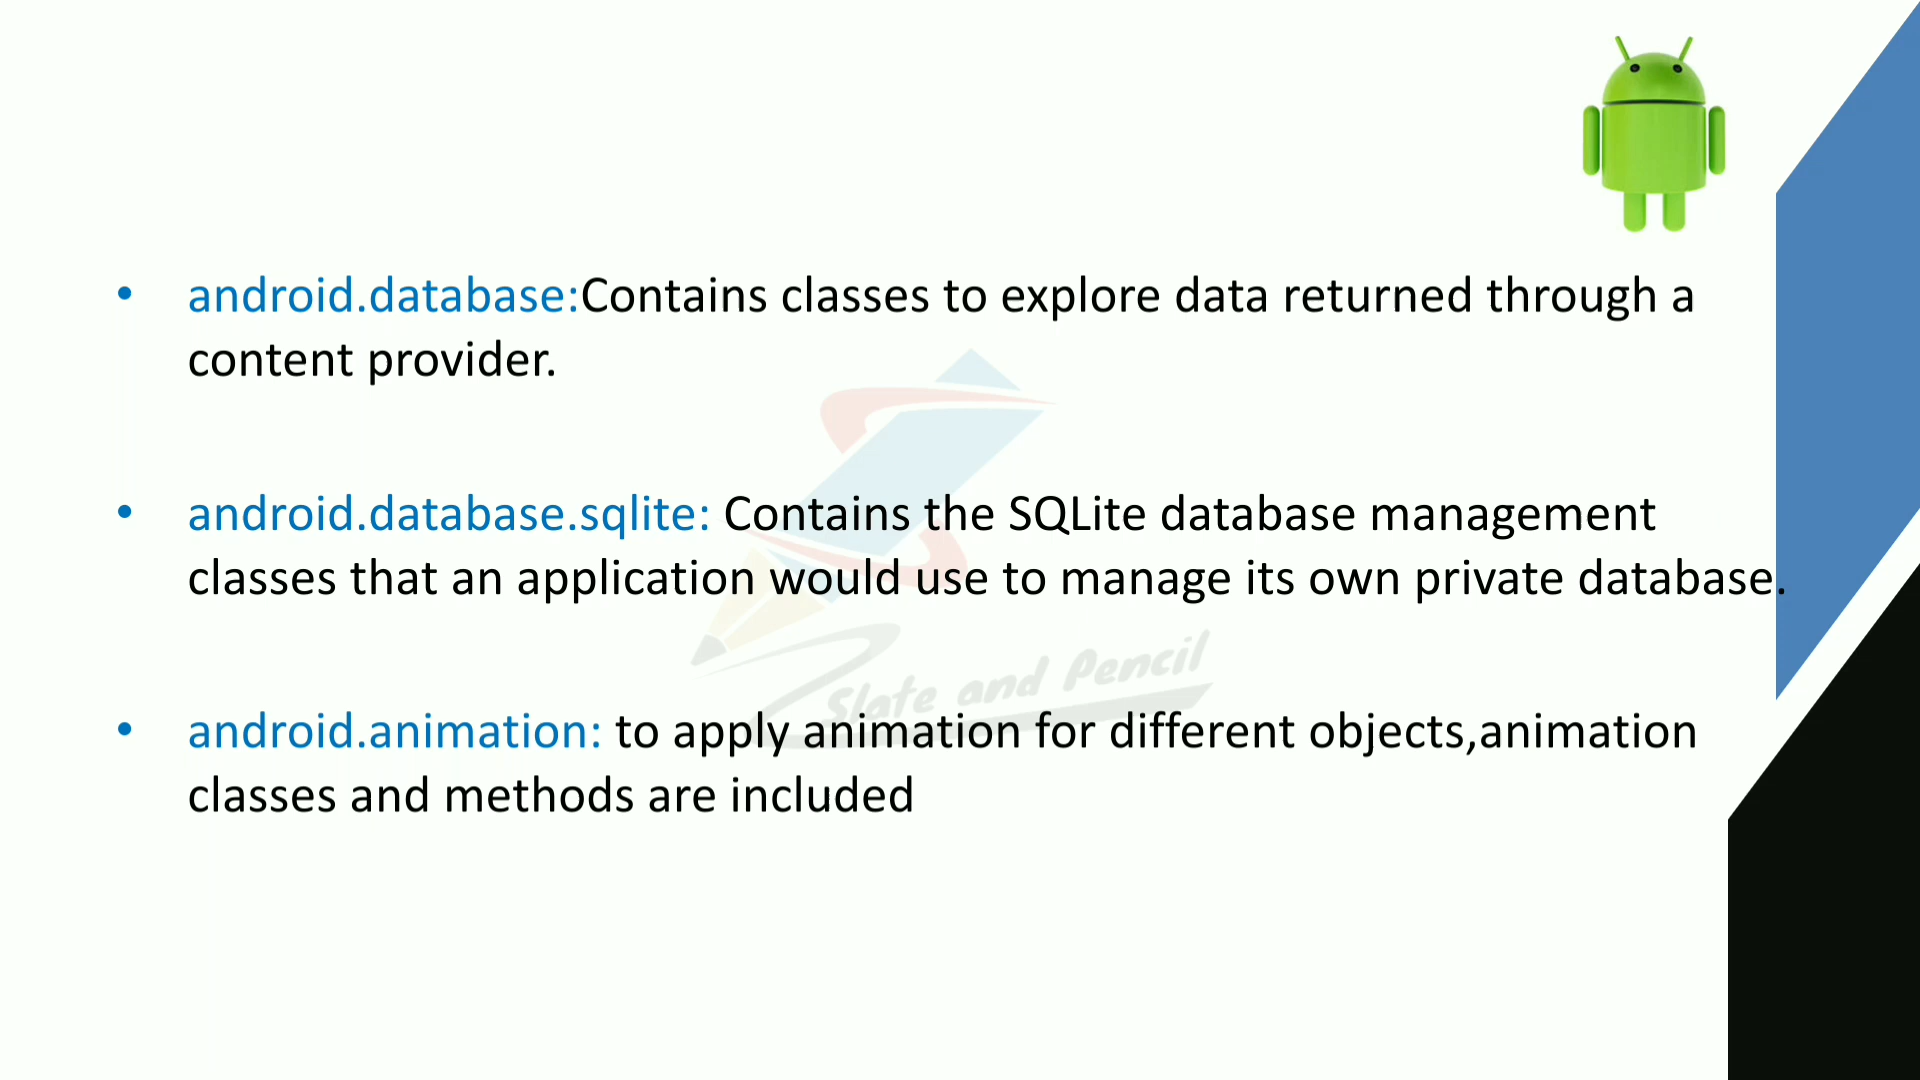 • android.database:Contains classes to explore data returned through a
content provider.
• android.database.sqlite: Contains the SQLite database management
classes that an application would use to manage its own private database.
Slate and Pencil
• android.animation: to apply animation for different objects,animation
classes and methods are included